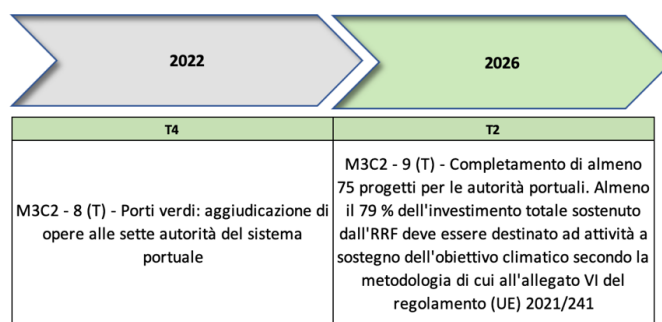 2022
2026
T4
T2
M3C2 - 8 (T) - Porti verdi: aggiudicazione di
opere alle sette autorità del sistema
portuale
M3C2 - 9 (T) - Completamento di almeno
75 progetti per le autorità portuali. Almeno
il 79 % dell'investimento totale sostenuto
dall'RRF deve essere destinato ad attività a
sostegno dell'obiettivo climatico secondo la
metodologia di cui all'allegato VI del
regolamento (UE) 2021/241